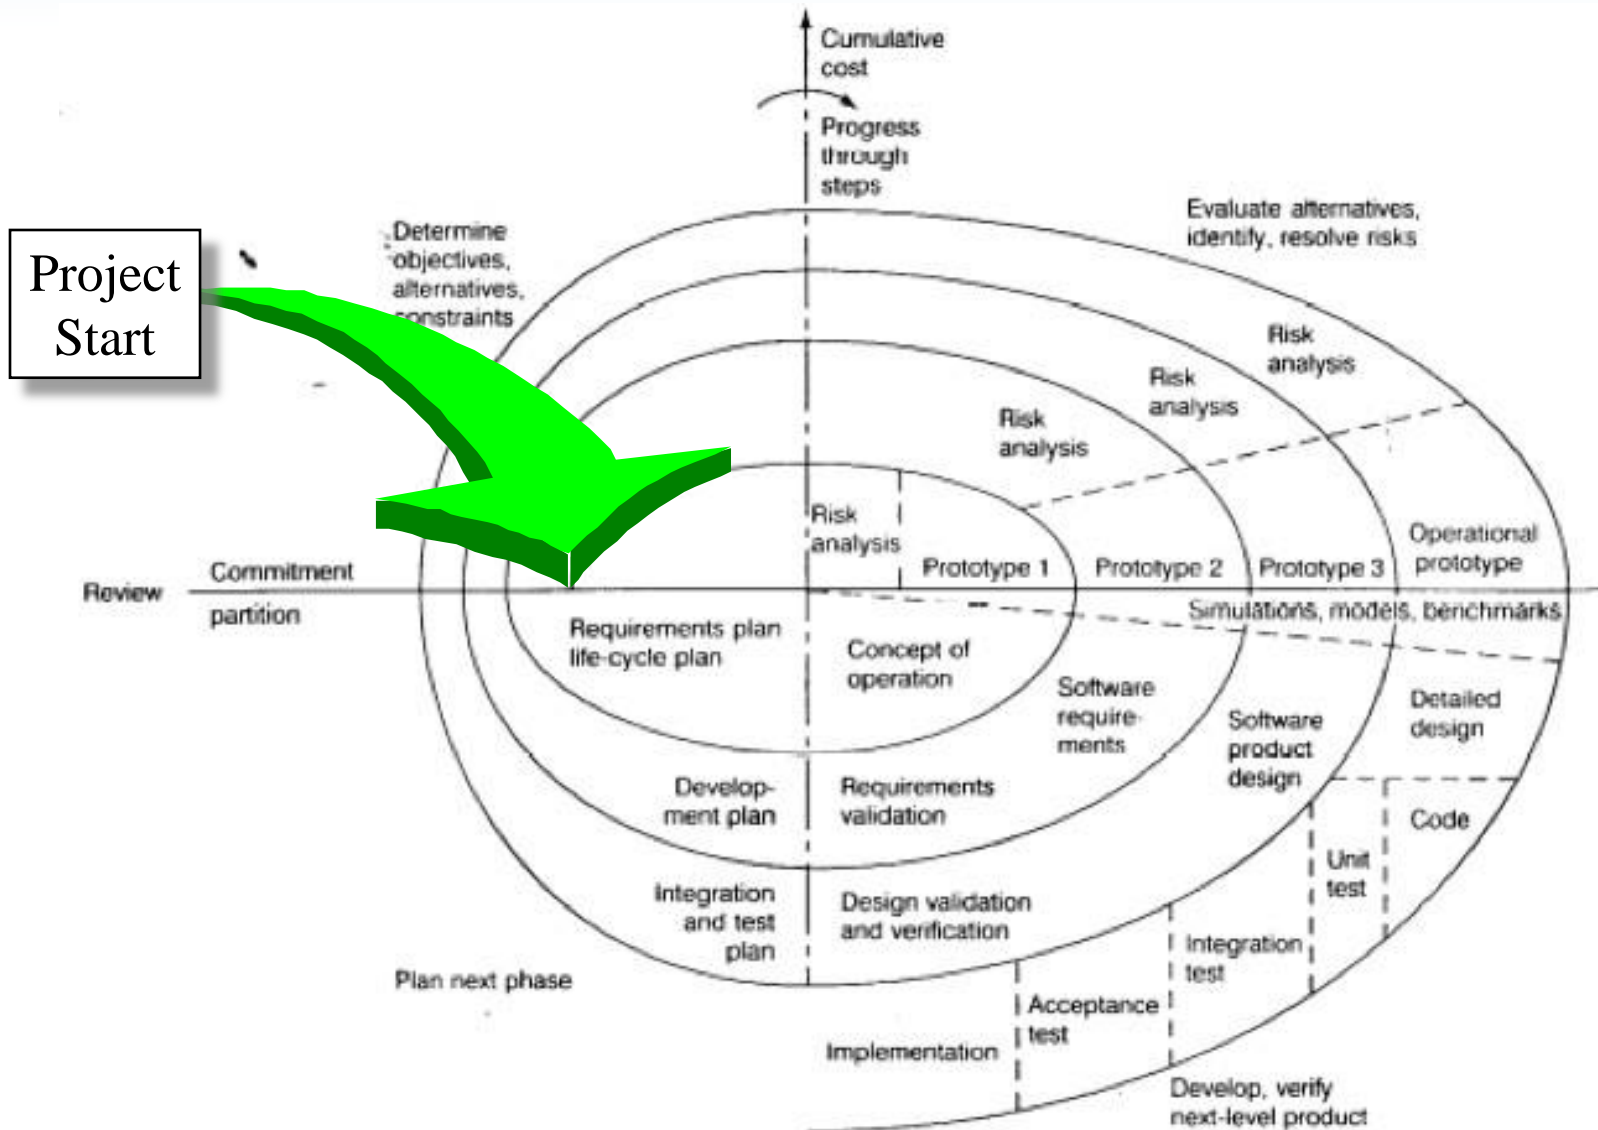 Cumulative
cost
Progress
through
steps
Evaluate alternatives,
identify, resolve risks
Determine
objectives,
alternatives,
constraints
Project
Start
Risk
analysis
Risk
analysis
Risk
analysis
Risk
analysis
Operational
prototype
Prototype 1
Prototype 2
Prototype 3
Review
Commitment
partition
Simulations, models, benchmarks
Requirements plan
life-cycle plan
Concept of
operation
Software
require-
ments
Software
product
design
Detailed
design
Develop-
ment plan
Requirements
validation
Code
Unit
test
Integration
and test
plan
Design validation
and verification
Integration
test
Plan next phase
Acceptance
test
Implementation
Develop, verify
next-level product